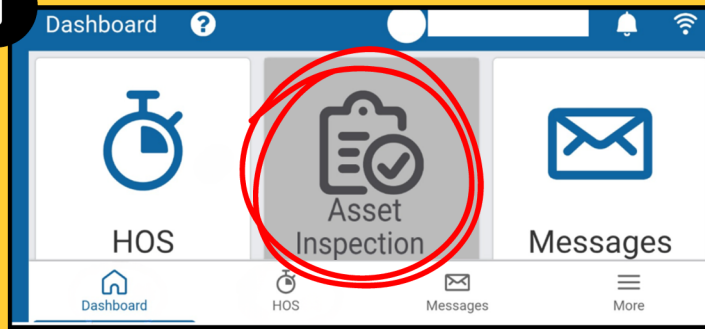 Dashboard ?
HOS
Asset
Inspection
Messages
Dashboard
HOS
Messages
More